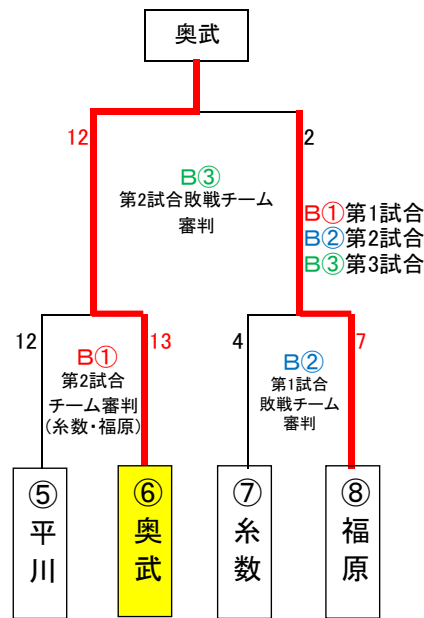 奥武
12
2
B③
第2試合敗戦チーム
審判
B①第1試合
B②第2試合
B③第3試合
12
13
4
7
B①
第2試合
チーム審判
(糸数・福原)
B②
第1試合
敗戦チーム
審判
⑤平川
⑥奥武
⑦糸数
⑧福原